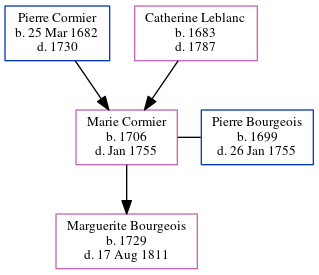 Pierre Cormier
b. 25 Mar 1682
d. 1730
Catherine Leblanc
b. 1683
d. 1787
Marie Cormier
b. 1706
d. Jan 1755
Pierre Bourgeois
b. 1699
d. 26 Jan 1755
Marguerite Bourgeois
b. 1729
d. 17 Aug 1811